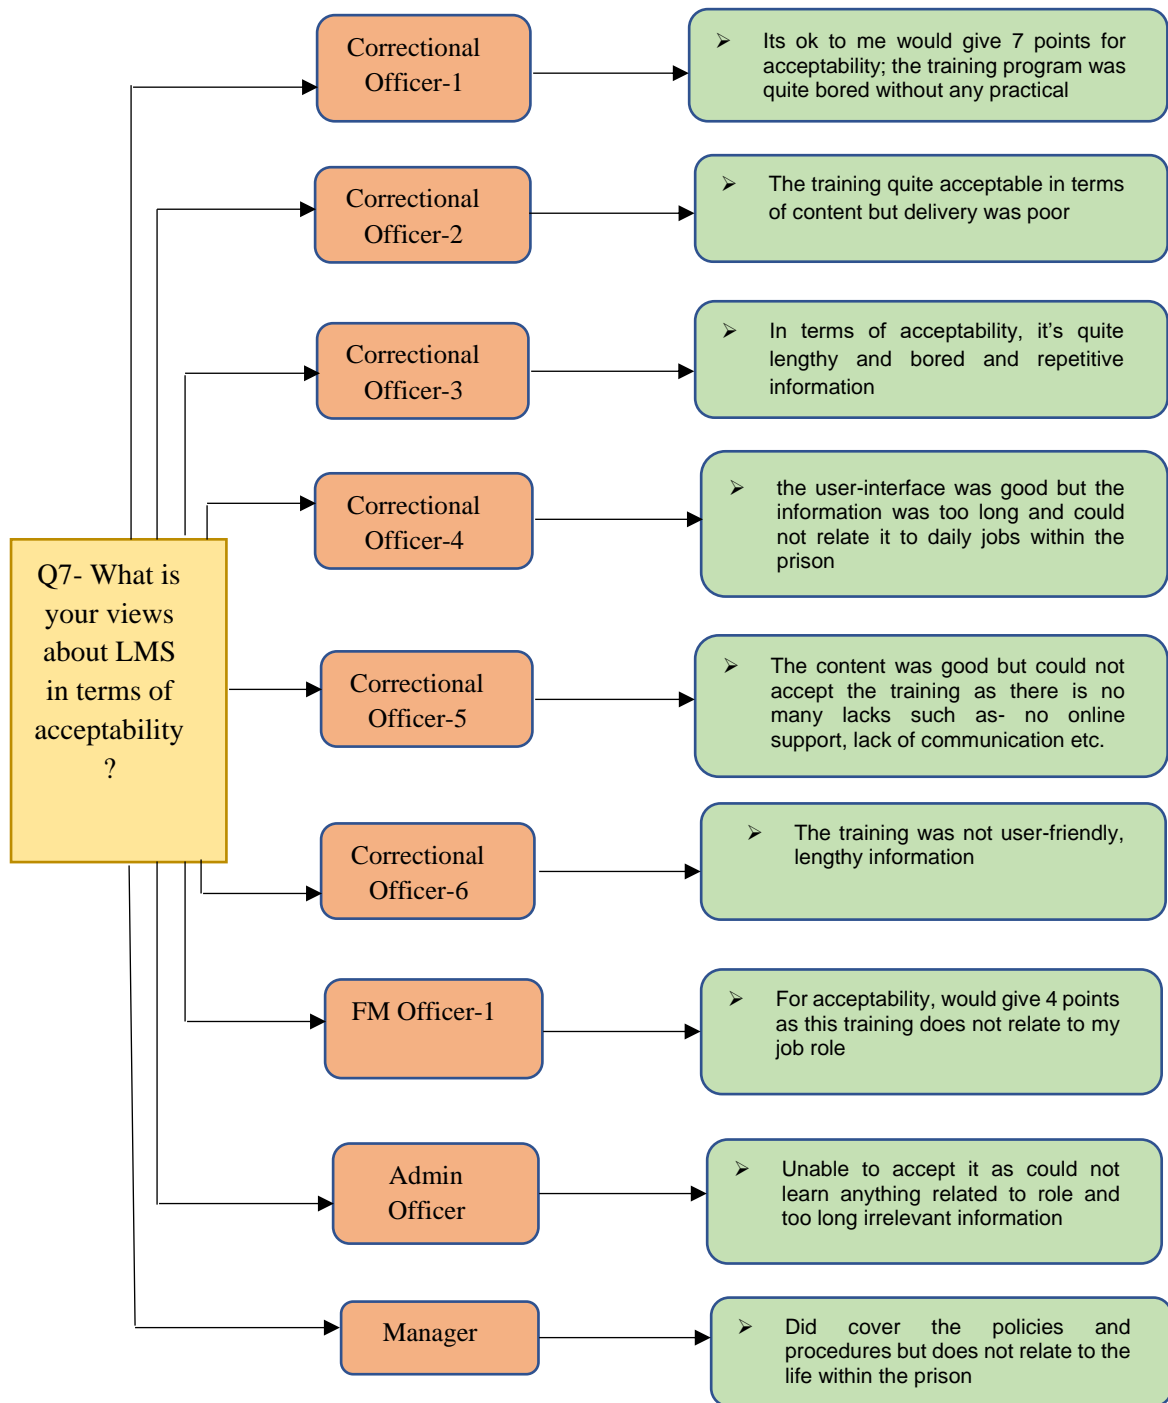 Correctional
Officer-1
➢ Its ok to me would give 7 points for
acceptability; the training program was
quite bored without any practical
Correctional
Officer-2
➢ The training quite acceptable in terms
of content but delivery was poor
Correctional
Officer-3
➢ In terms of acceptability, it’s quite
lengthy and bored and repetitive
information
Correctional
Officer-4
➢ the user-interface was good but the
information was too long and could
not relate it to daily jobs within the
prison
Q7- What is
your views
about LMS
in terms of
acceptability
?
Correctional
Officer-5
➢ The content was good but could not
accept the training as there is no
many lacks such as- no online
support, lack of communication etc.
Correctional
Officer-6
➢ The training was not user-friendly,
lengthy information
FM Officer-1
➢ For acceptability, would give 4 points
as this training does not relate to my
job role
Admin
Officer
➢ Unable to accept it as could not
learn anything related to role and
too long irrelevant information
Manager
➢ Did cover the policies and
procedures but does not relate to the
life within the prison